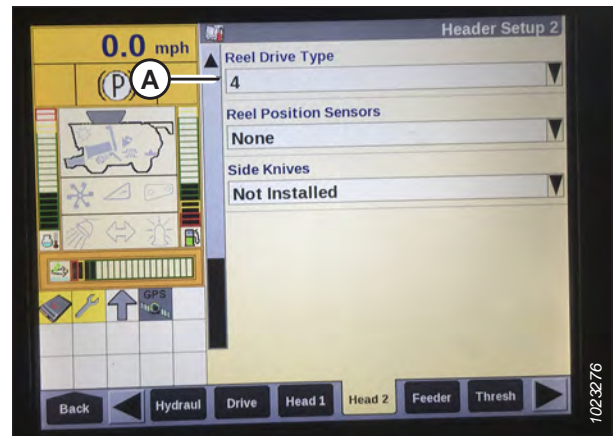 0.0 mph
Header Setup 2
(P)
A
Reel Drive Type
4
Reel Position Sensors
None
Side Knives
Not Installed
GPS
Back
Hydraul
Drive
Head 1
Head 2
Feeder
Thresh
1023276